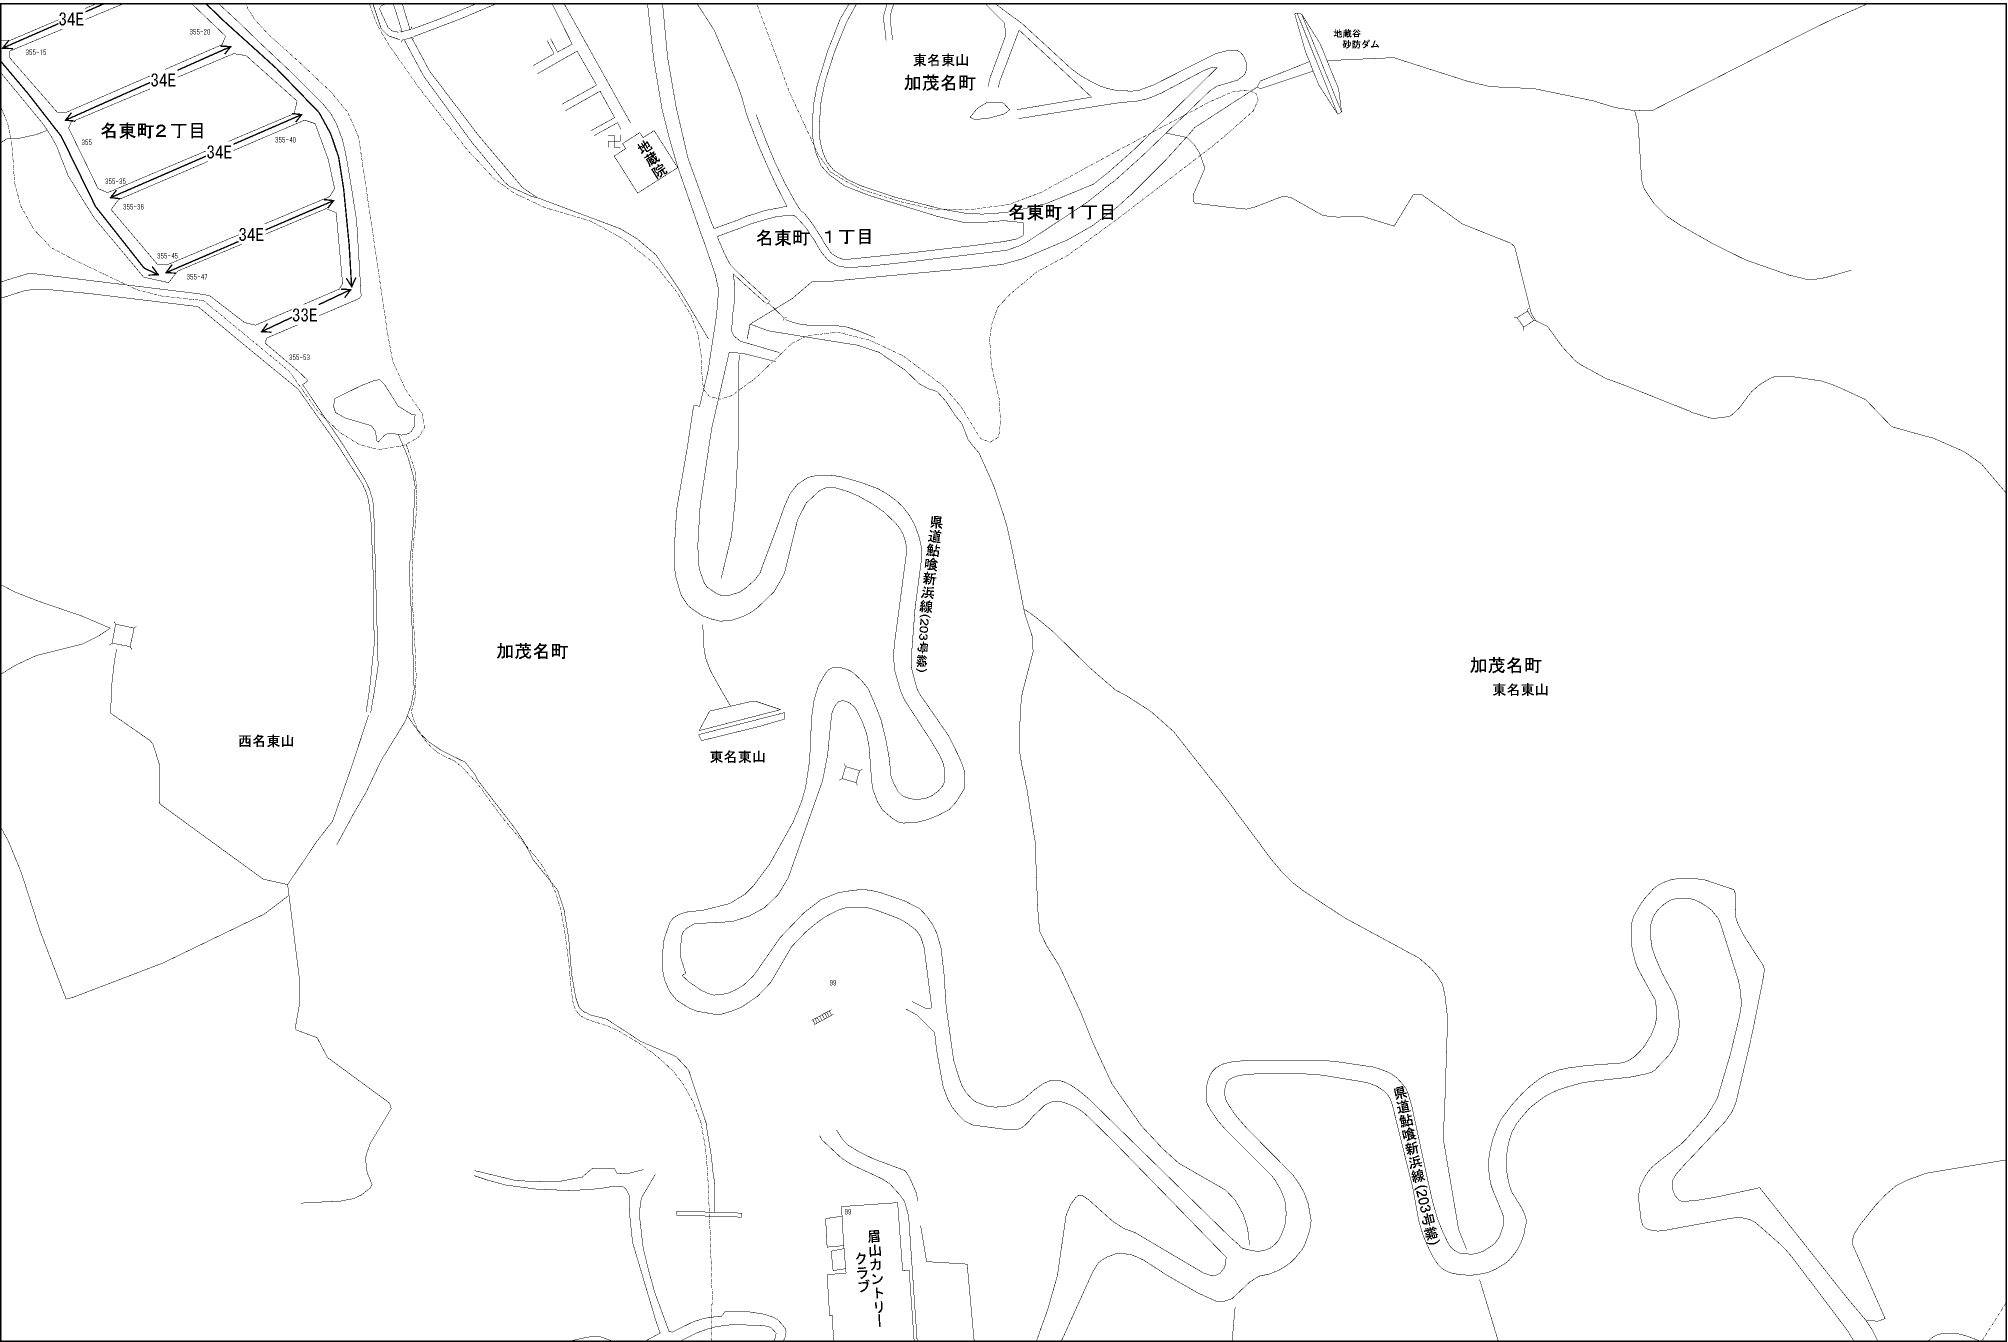 34E
355-15
355-20
34E
名東町2丁目
355
34E
355-40
355-35
355-36
34E
355-45
355-47
33E
355-53
地蔵院
東名東山
加茂名町
地蔵谷
砂防ダム
名東町1丁目
名東町 1丁目
県道鮎喰新浜線(203号線)
加茂名町
加茂名町
東名東山
西名東山
東名東山
99
県道鮎喰新浜線(203号線)
99
眉山カントリー
クラブ